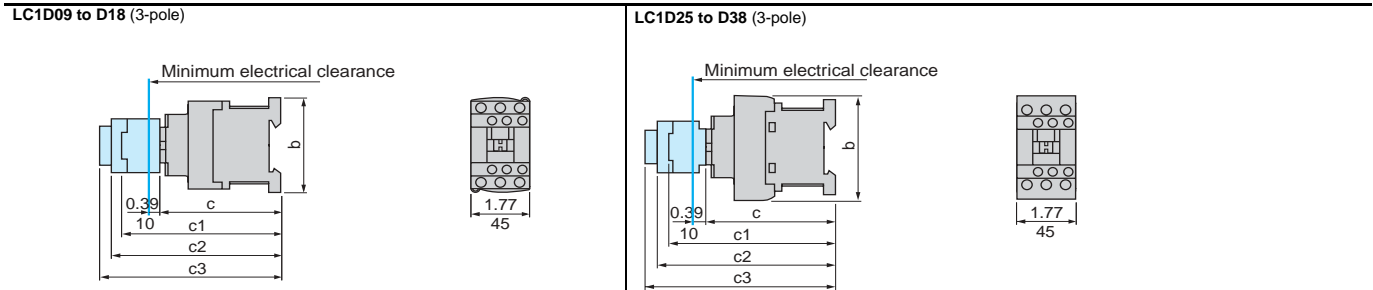 LC1D09 to D18 (3-pole)
Minimum electrical clearance
b
0.39
10
c
c1
c2
c3
1.77
45
LC1D25 to D38 (3-pole)
Minimum electrical clearance
b
0.39
10
c
c1
c2
c3
1.77
45